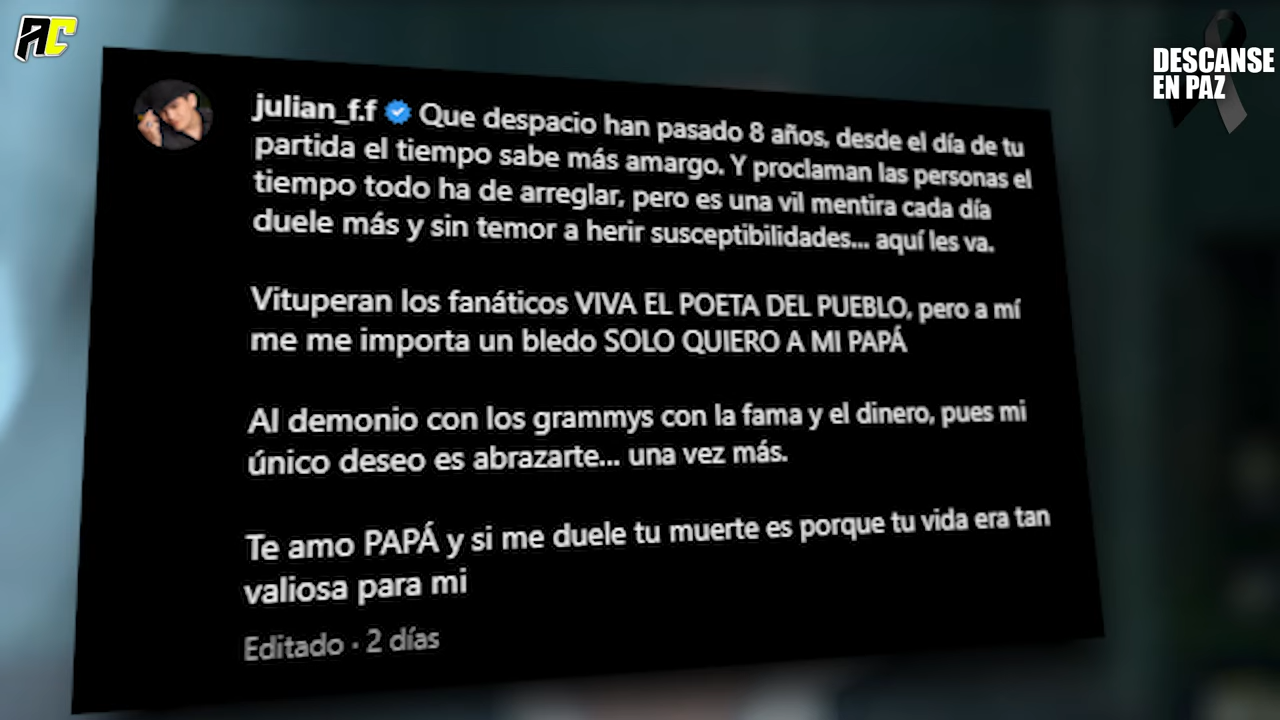 AC
DESCANSE
EN PAZ
julian_f.f Que despacio han pasado 8 años, desde el día de tu
partida el tiempo sabe más amargo. Y proclaman las personas el
tiempo todo ha de arreglar, pero es una vil mentira cada día
duele más y sin temor a herir susceptibilidades... aquí les va.
Vituperan los fanáticos VIVA EL POETA DEL PUEBLO, pero a mí
me me importa un bledo SOLO QUIERO A MI PAPÁ
Al demonio con los grammys con la fama y el dinero, pues mi
único deseo es abrazarte... una vez más.
Te amo PAPÁ y si me duele tu muerte es porque tu vida era tan
valiosa para mi
Editado · 2 días